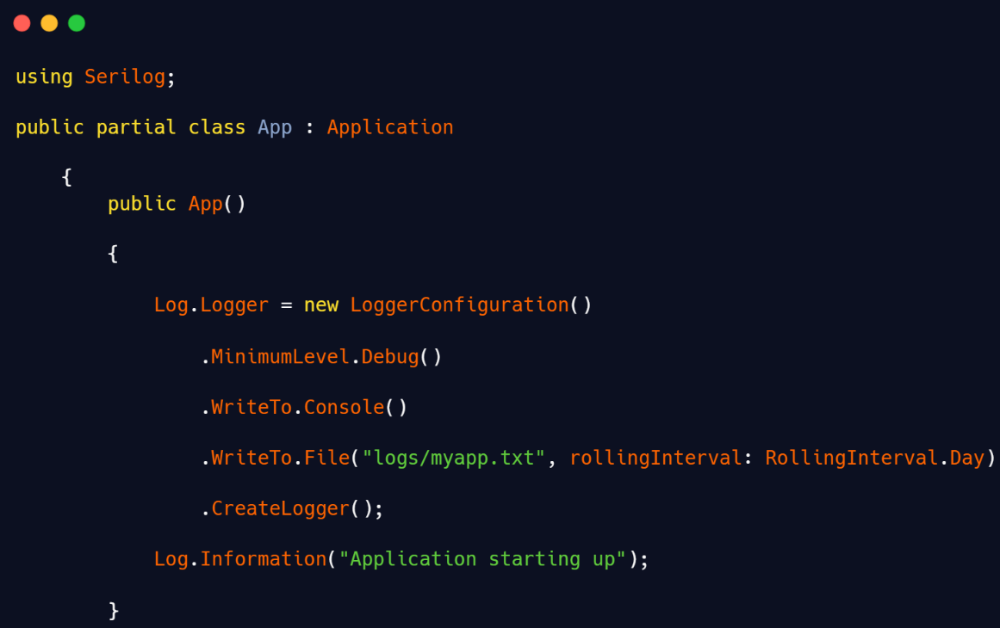 using Serilog;
public partial class App : Application
    {
        public App()
        {
            Log.Logger = new LoggerConfiguration()
                .MinimumLevel.Debug()
                .WriteTo.Console()
                .WriteTo.File("logs/myapp.txt", rollingInterval: RollingInterval.Day)
                .CreateLogger();
            Log.Information("Application starting up");
        }